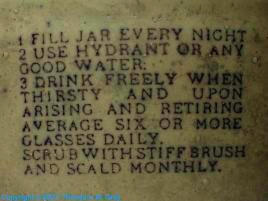 1 FILL JAR EVERY NIGHT
2 USE HYDRANT OR ANY
GOOD WATER.
3 DRINK FREELY WHEN
THIRSTY AND UPON
ARISING AND RETIRING
AVERAGE SIX OR MORE
GLASSES DAILY.
SCRUB WITH STIFF BRUSH
AND SCALD MONTHLY.